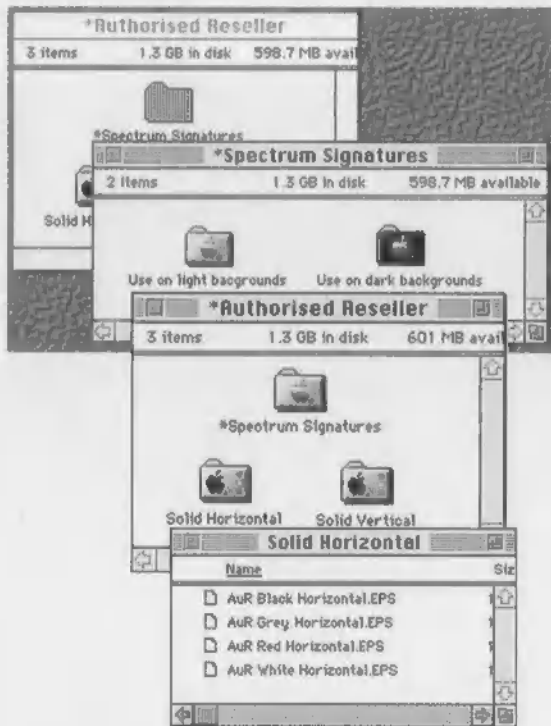 *Authorised Reseller
3 items 1.3 GB in disk 598.7 MB avail
*Spectrum Signatures
Solid H
*Spectrum Signatures
2 items 1.3 GB in disk 598.7 MB available
Use on light bacgrounds Use on dark backgrounds
*Authorised Reseller
3 items 1.3 GB in disk 601 MB avail
*Spectrum Signatures
Solid Horizontal Solid Vertical
Solid Horizontal
Name Siz
AuR Black Horizontal.EPS
AuR Grey Horizontal.EPS
AuR Red Horizontal.EPS
AuR White Horizontal.EPS